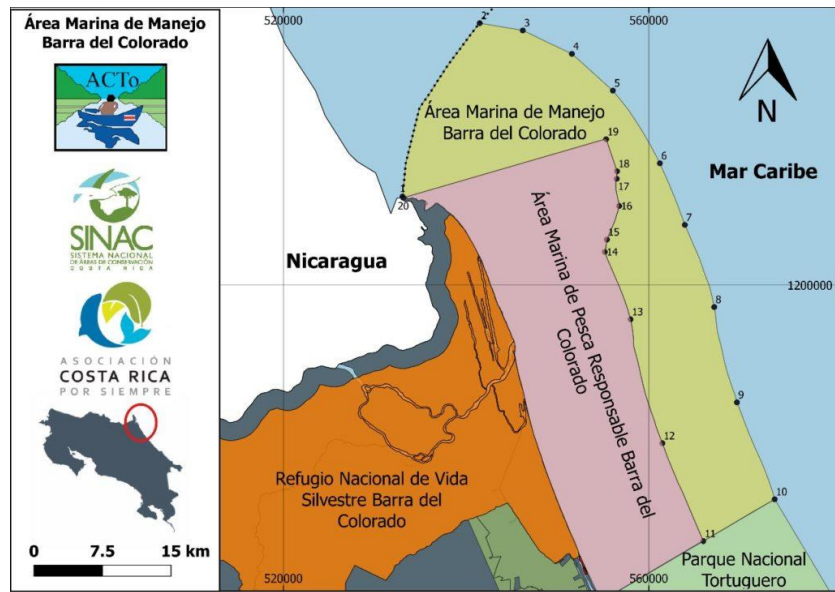 Área Marina de Manejo
Barra del Colorado
ACTo
SINAC
SISTEMA NACIONAL
DE ÁREAS DE CONSERVACIÓN
COSTA RICA
ASOCIACIÓN
COSTA RICA
POR SIEMPRE
0 7.5 15 km
520000
560000
2
3
4
5
Área Marina de Manejo
Barra del Colorado
N
19
6
Mar Caribe
18
17
20
16
7
15
14
Nicaragua
Área Marina de Pesca Responsable Barra del
Colorado
1200000
8
13
9
12
Refugio Nacional de Vida
Silvestre Barra del
Colorado
10
11
Parque Nacional
Tortuguero
520000
560000